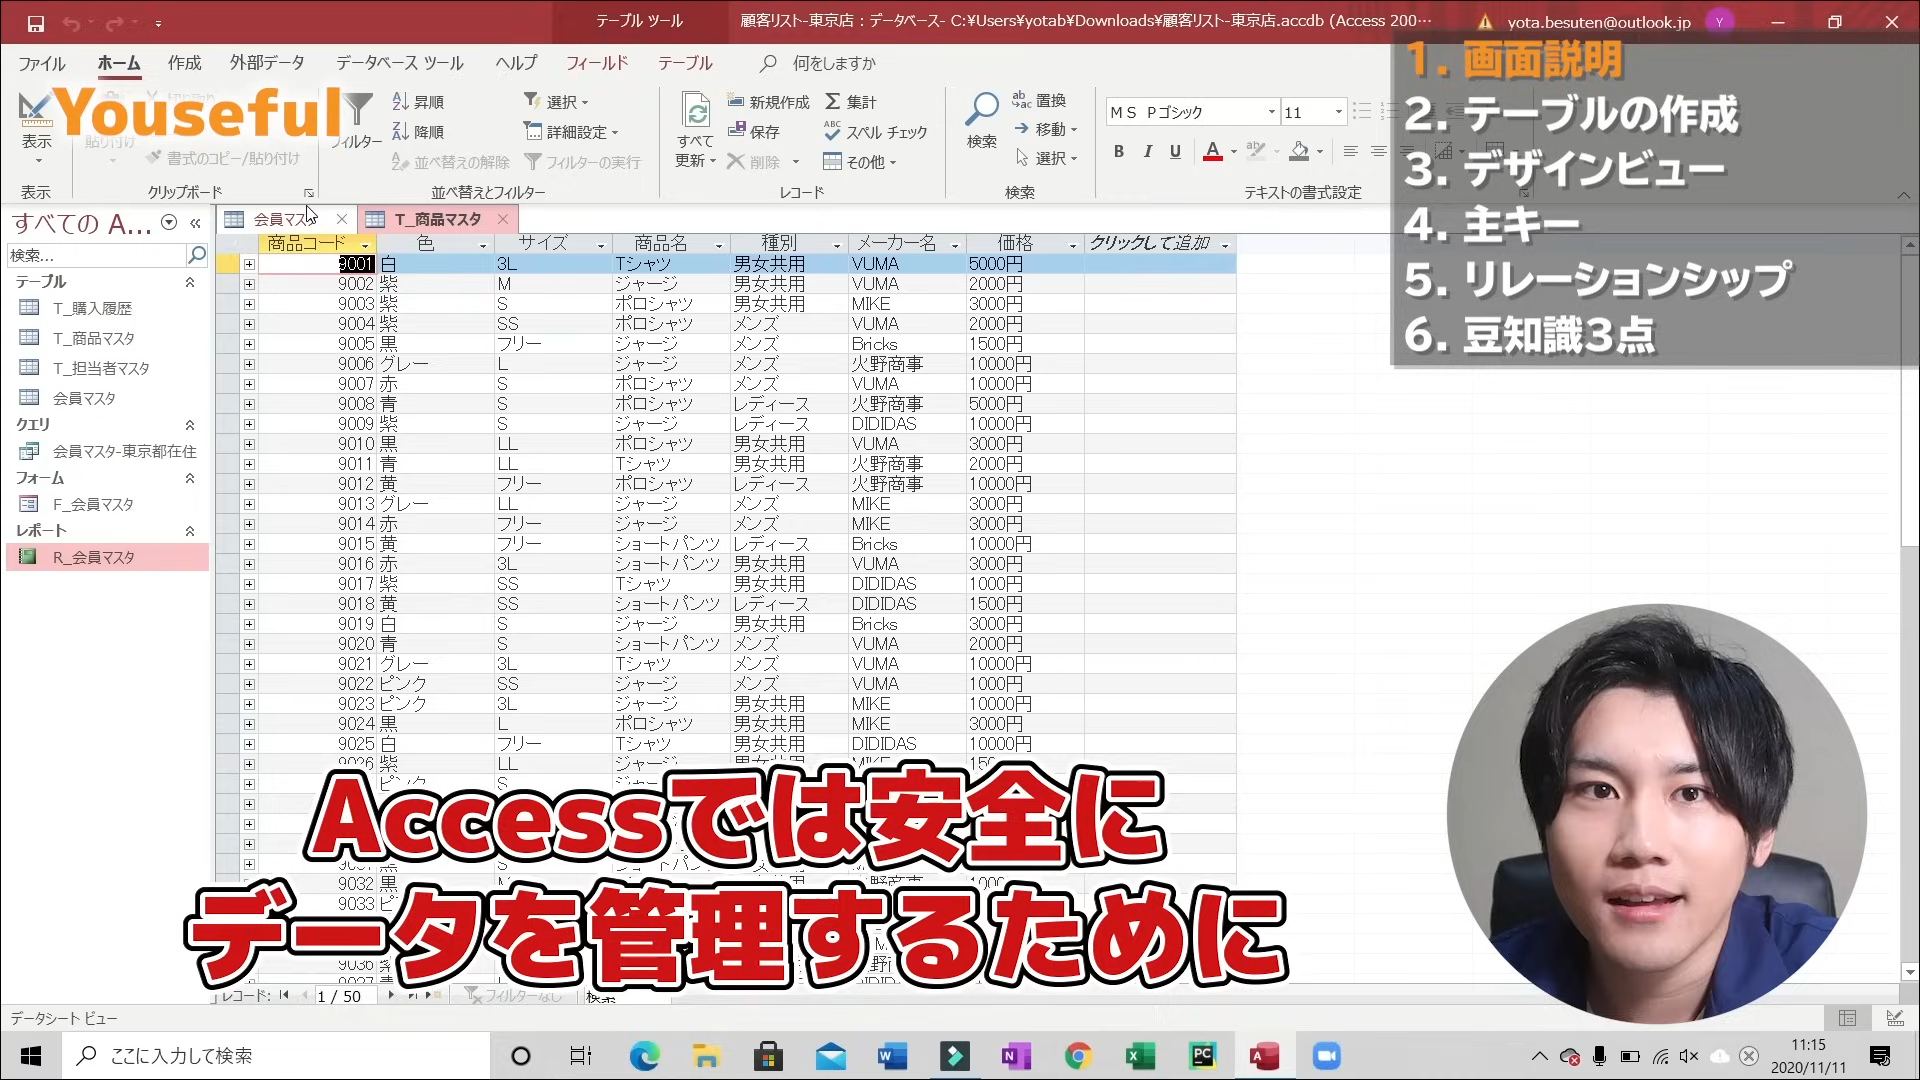 テーブル ツール
顧客リスト-東京店 : データベース- C:¥Users¥yotab¥Downloads¥顧客リスト-東京店.accdb (Access 200…
yota.besuten@outlook.jp
Y
ファイル
ホーム
作成
外部データ
データベース ツール
ヘルプ
フィールド
テーブル
何をしますか
Youseful
表示
貼り付け
書式のコピー/貼り付け
フィルター
昇順
降順
並べ替えの解除
選択
詳細設定
フィルターの実行
すべて
更新
新規作成
保存
削除
集計
スペル チェック
その他
検索
置換
移動
選択
MS Pゴシック
11
B I U A
表示
クリップボード
並べ替えとフィルター
レコード
検索
テキストの書式設定
1. 画面説明
2. テーブルの作成
3. デザインビュー
4. 主キー
5. リレーションシップ
6. 豆知識３点
すべての A...
検索...
テーブル
T_購入履歴
T_商品マスタ
T_担当者マスタ
会員マスタ
クエリ
会員マスタ-東京都在住
フォーム
F_会員マスタ
レポート
R_会員マスタ
T_商品マスタ
商品コード 色 サイズ 商品名 種別 メーカー名 価格 クリックして追加
9001 白 3L Tシャツ 男女共用 VUMA 5000円
9002 紫 M ジャージ 男女共用 VUMA 2000円
9003 紫 S ポロシャツ 男女共用 MIKE 3000円
9004 紫 SS ポロシャツ メンズ VUMA 2000円
9005 黒 フリー ジャージ メンズ Bricks 1500円
9006 グレー L ジャージ メンズ 火野商事 10000円
9007 赤 S ポロシャツ メンズ VUMA 10000円
9008 青 S ポロシャツ レディース 火野商事 5000円
9009 紫 S ジャージ レディース DIDIDAS 10000円
9010 黒 LL ポロシャツ 男女共用 VUMA 3000円
9011 青 LL Tシャツ 男女共用 火野商事 2000円
9012 黄 フリー ポロシャツ レディース 火野商事 10000円
9013 グレー LL ジャージ メンズ MIKE 3000円
9014 赤 フリー ジャージ メンズ MIKE 3000円
9015 黄 フリー ショートパンツ レディース Bricks 10000円
9016 赤 3L ショートパンツ 男女共用 VUMA 3000円
9017 紫 SS Tシャツ 男女共用 DIDIDAS 1000円
9018 黄 SS ショートパンツ レディース DIDIDAS 1500円
9019 白 S ジャージ 男女共用 Bricks 3000円
9020 青 S ショートパンツ メンズ VUMA 2000円
9021 グレー 3L Tシャツ メンズ VUMA 10000円
9022 ピンク SS ジャージ メンズ VUMA 1000円
9023 ピンク 3L ジャージ 男女共用 MIKE 10000円
9024 黒 L ポロシャツ 男女共用 MIKE 3000円
9025 白 フリー Tシャツ 男女共用 DIDIDAS 10000円
9026 紫 LL
9032 黒
9033
Accessでは安全に
データを管理するために
レコード: 1 / 50 フィルターなし 検索
データシート ビュー
ここに入力して検索
11:15
2020/11/11